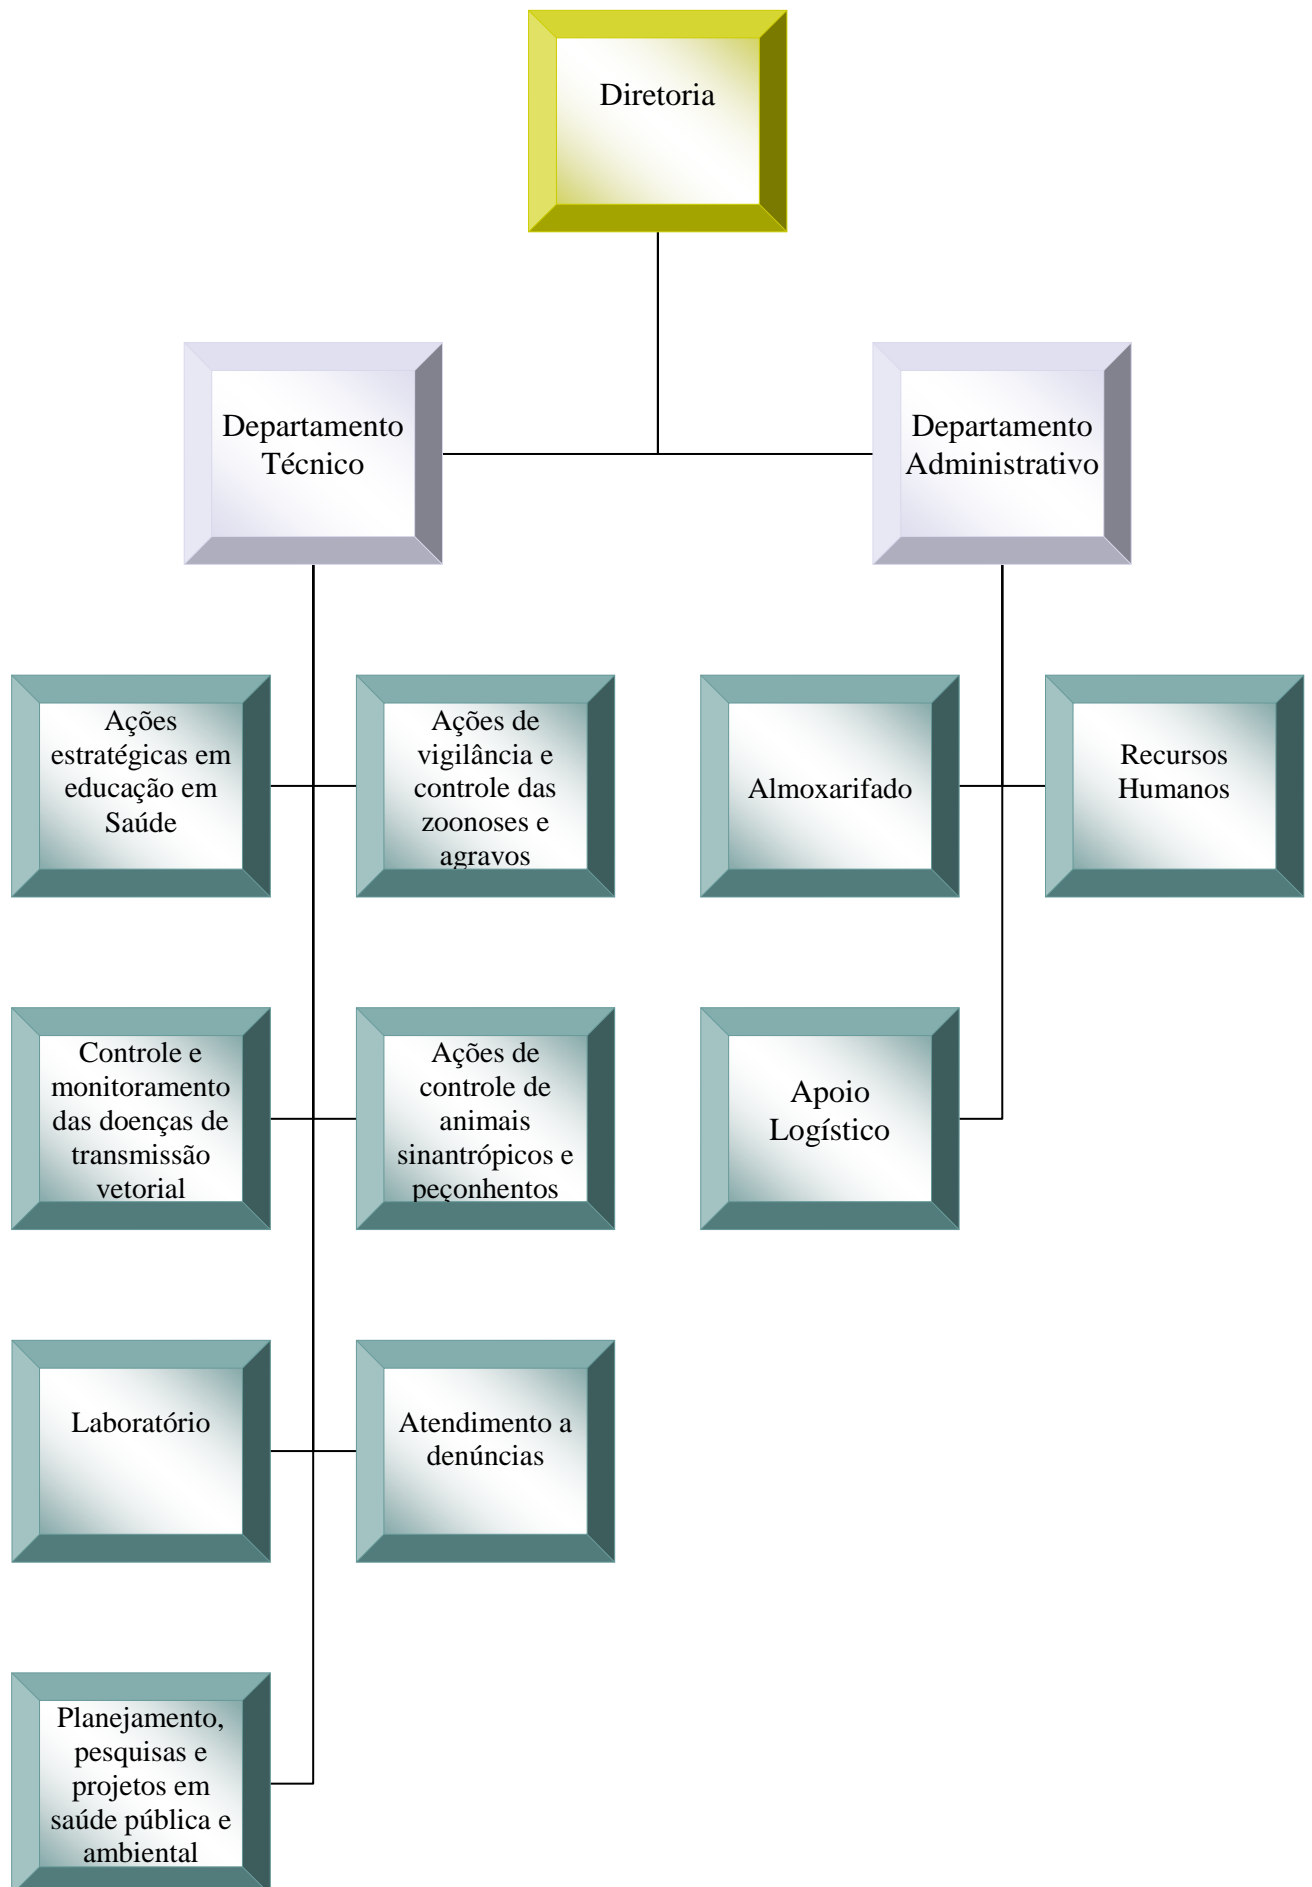 Diretoria
Departamento
Técnico
Departamento
Administrativo
Ações
estratégicas em
educação em
Saúde
Ações de
vigilância e
controle das
zoonoses e
agravos
Almoxarifado
Recursos
Humanos
Controle e
monitoramento
das doenças de
transmissão
vetorial
Ações de
controle de
animais
sinantrópicos e
peçonhentos
Apoio
Logístico
Laboratório
Atendimento a
denúncias
Planejamento,
pesquisas e
projetos em
saúde pública e
ambiental